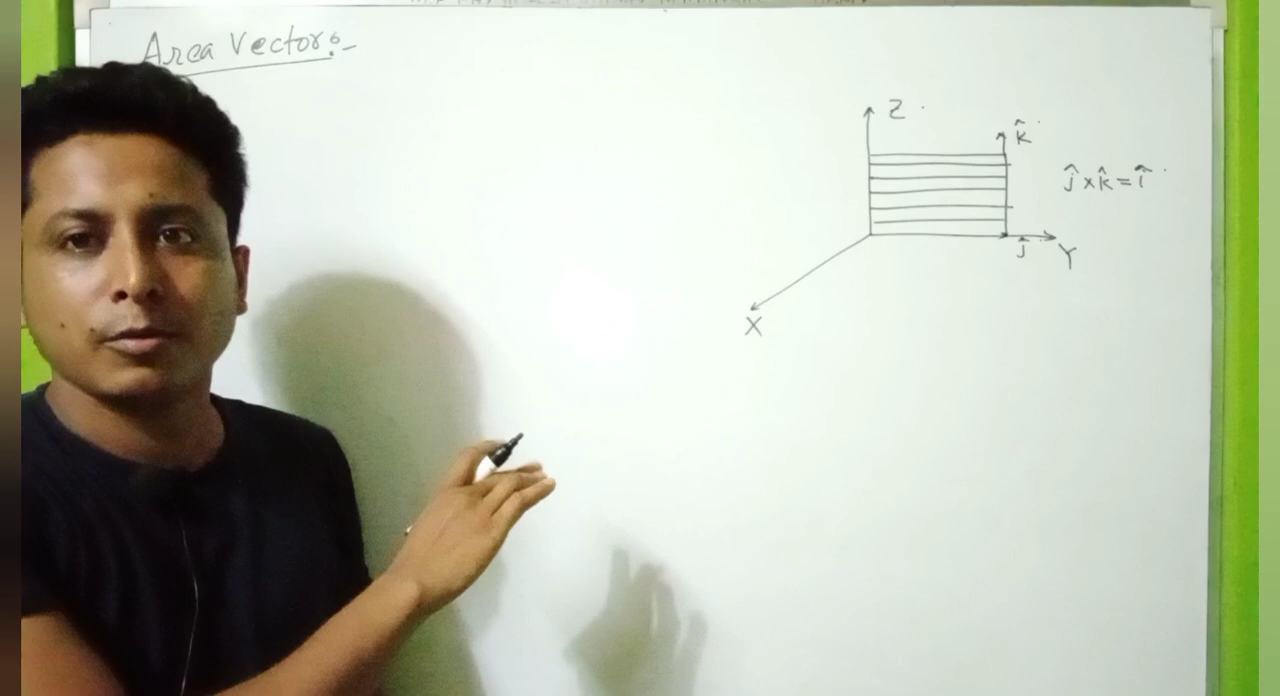 Area Vector:-
Z
k̂
ĵ × k̂ = î
ĵ
Y
X